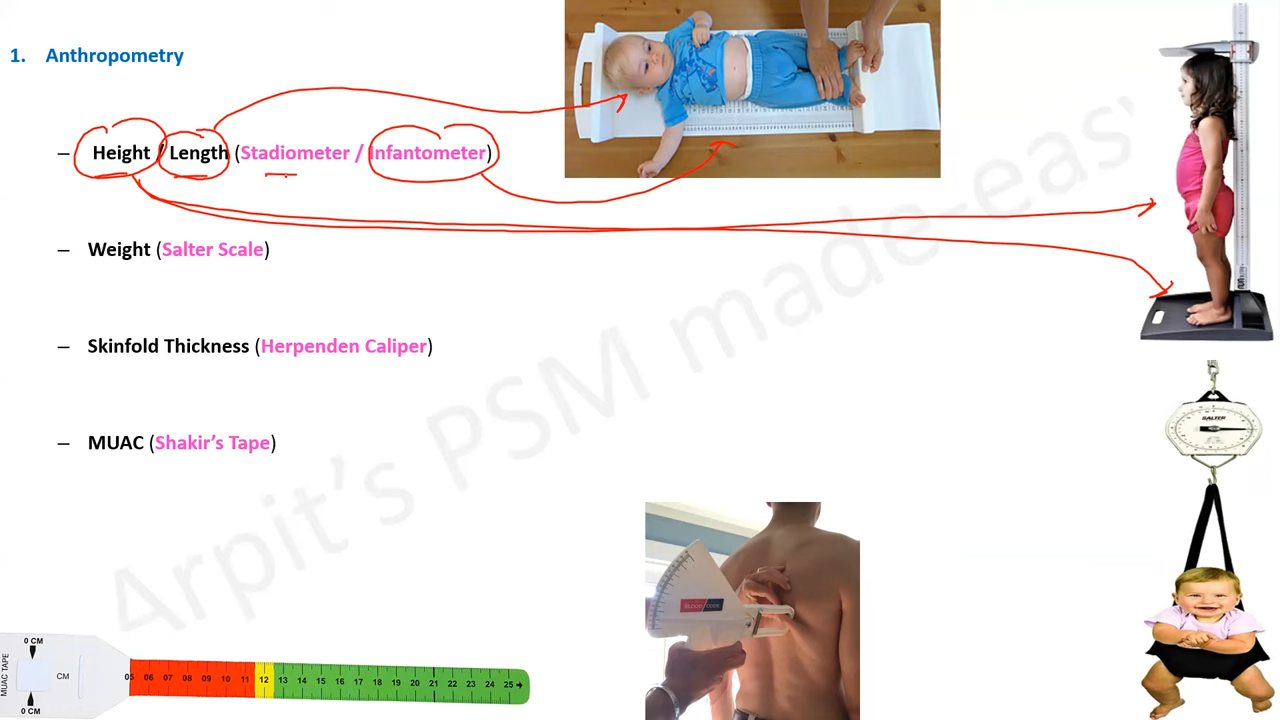 1. Anthropometry
– Height / Length (Stadiometer / Infantometer)
– Weight (Salter Scale)
– Skinfold Thickness (Herpenden Caliper)
– MUAC (Shakir's Tape)
Arpit's PSM made-eas'
SALTER
0 CM
MUAC TAPE
CM
05 06 07 08 09 10 11 12 13 14 15 16 17 18 19 20 21 22 23 24 25
0 CM